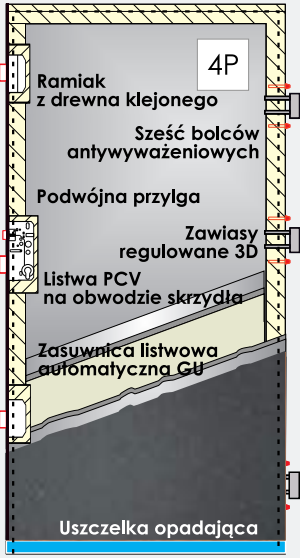 4P
Ramiak
z drewna klejonego
Sześć bolców
antywyważeniowych
Podwójna przylga
Zawiasy
regulowane 3D
Listwa PCV
na obwodzie skrzydła
Zasuwnica listwowa
automatyczna GU
Uszczelka opadająca